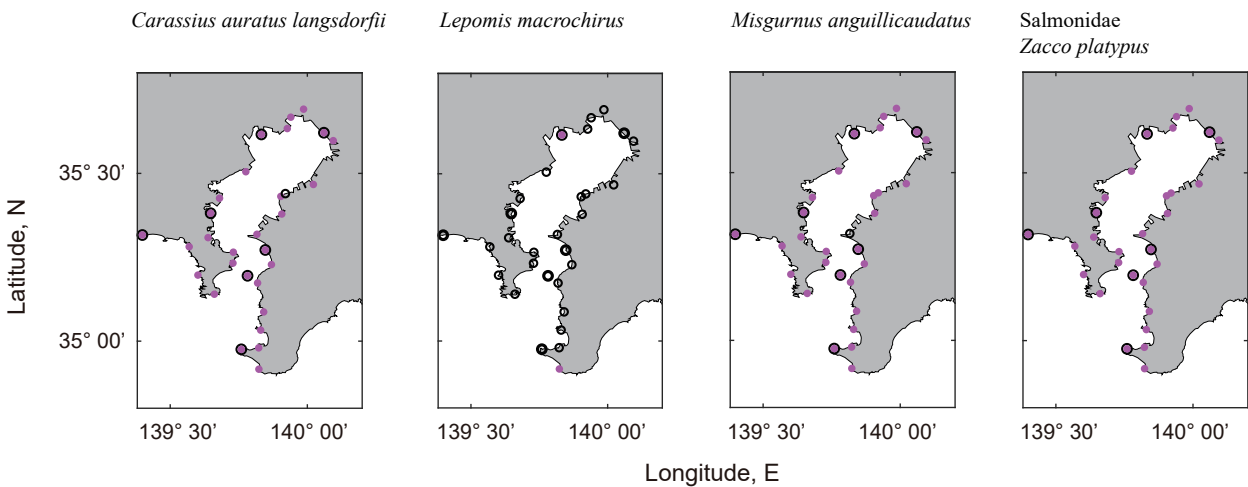 Carassius auratus langsdorfii
Lepomis macrochirus
Misgurnus anguillicaudatus
Salmonidae
Zacco platypus
Latitude, N
35° 30’
35° 00’
139° 30’ 140° 00’
139° 30’ 140° 00’
139° 30’ 140° 00’
139° 30’ 140° 00’
Longitude, E